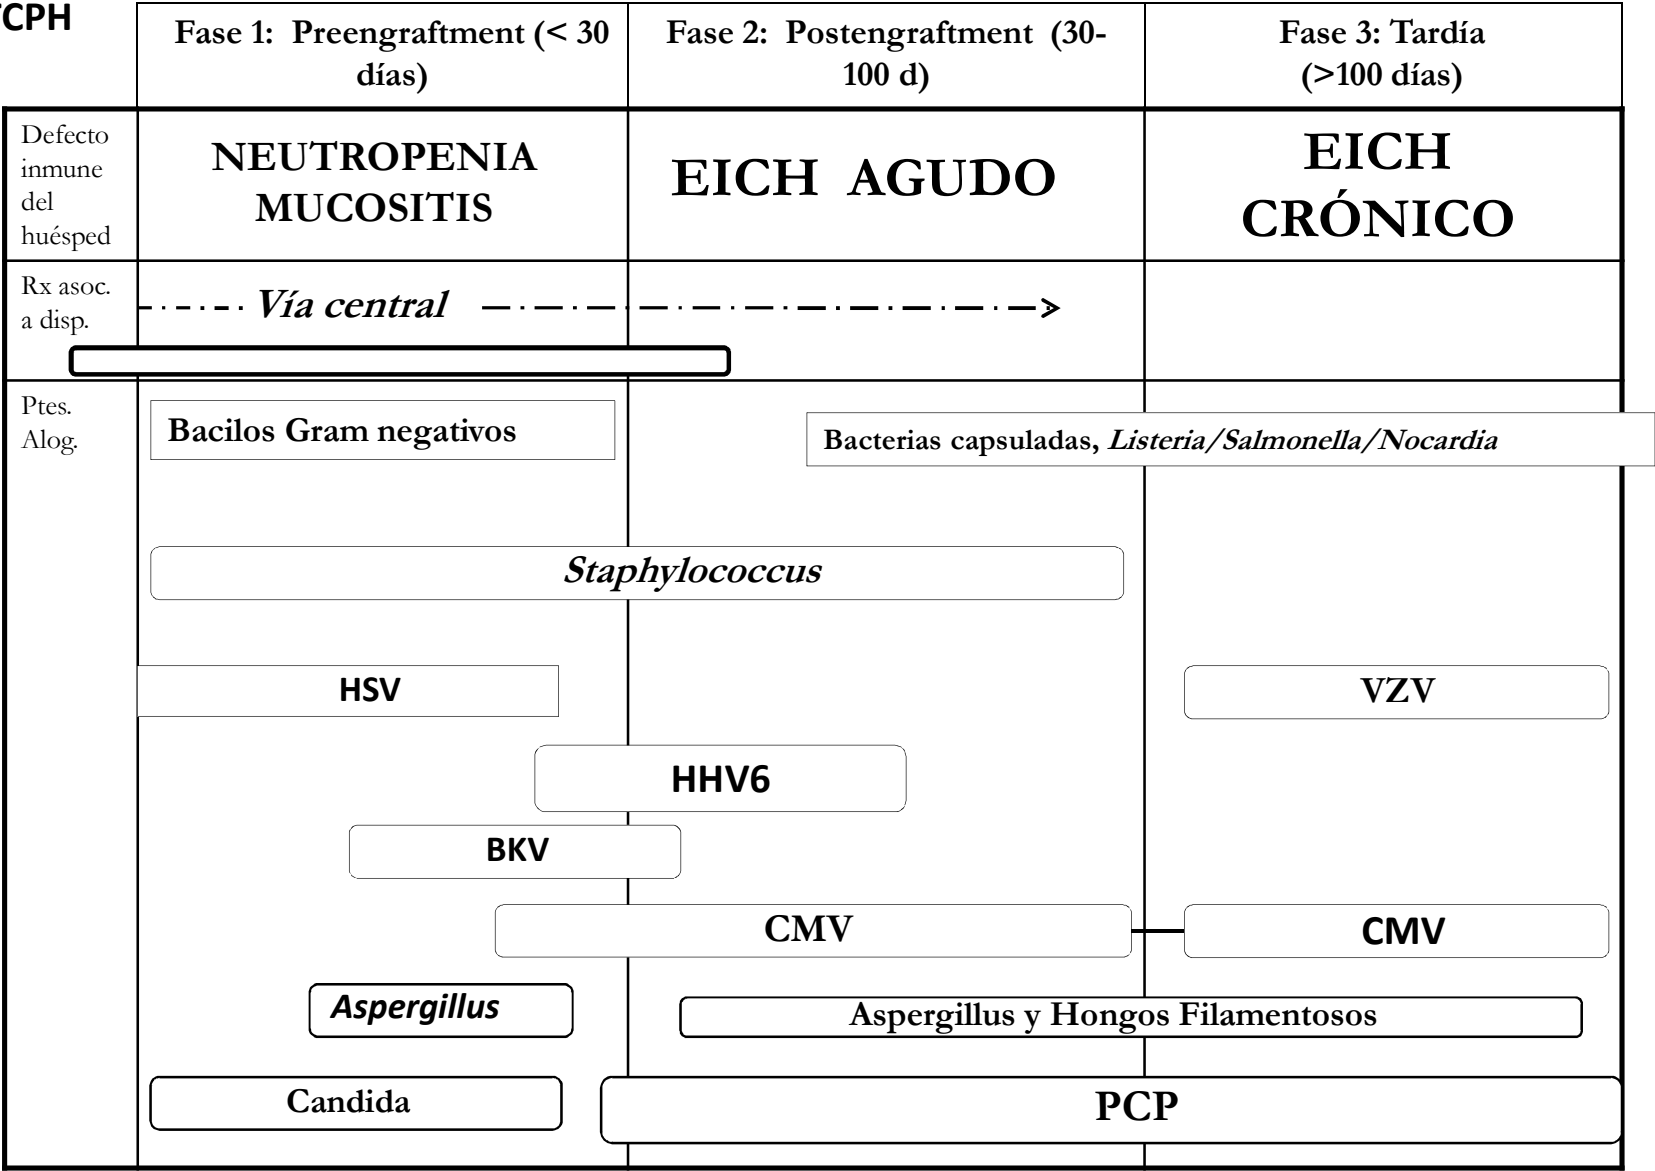 TCPH
Fase 1: Preengraftment (< 30
días)
Fase 2: Postengraftment (30-
100 d)
Fase 3: Tardía
(>100 días)
Defecto
inmune
del
huésped
NEUTROPENIA
MUCOSITIS
EICH AGUDO
EICH
CRÓNICO
Rx asoc.
a disp.
Vía central
Ptes.
Alog.
Bacilos Gram negativos
Bacterias capsuladas, Listeria/Salmonella/Nocardia
Staphylococcus
HSV
VZV
HHV6
BKV
CMV
CMV
Aspergillus
Aspergillus y Hongos Filamentosos
Candida
PCP